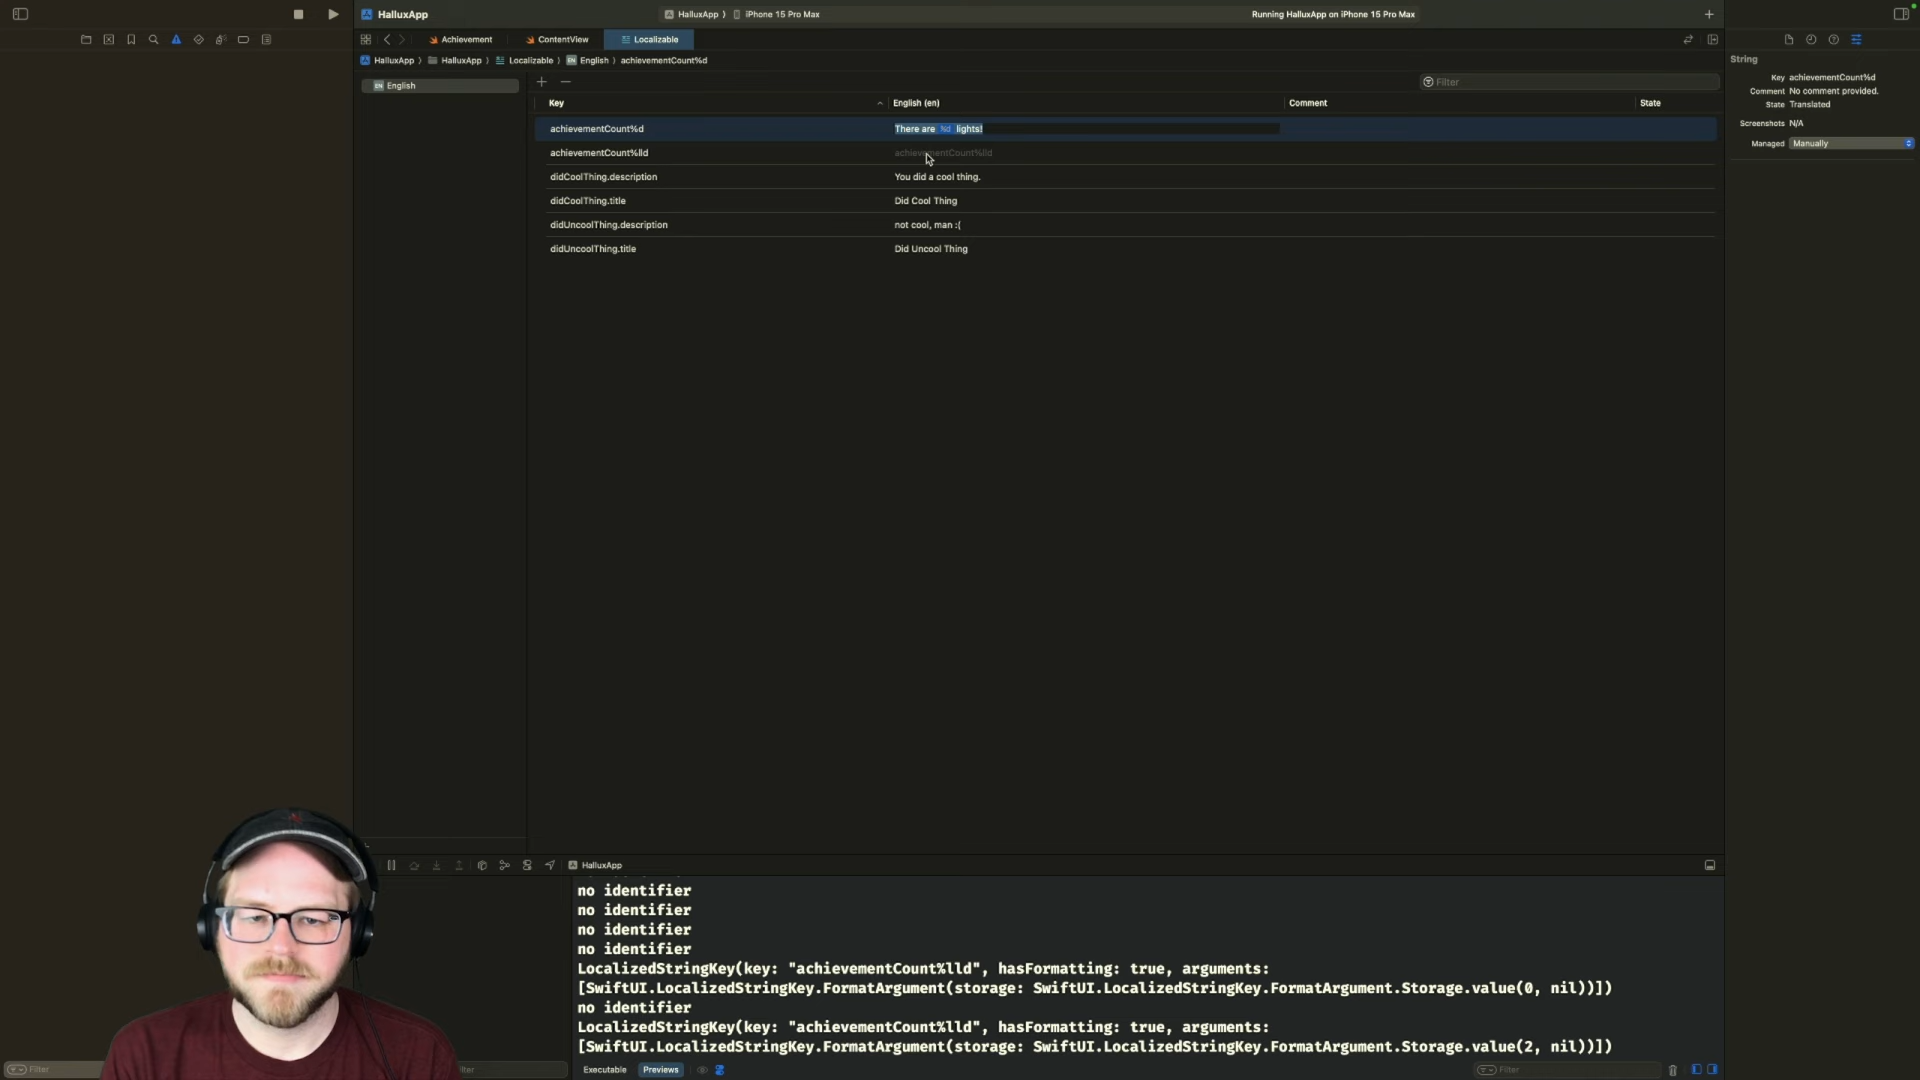 HalluxApp
HalluxApp
iPhone 15 Pro Max
Running HalluxApp on iPhone 15 Pro Max
Achievement
ContentView
Localizable
HalluxApp
HalluxApp
Localizable
English
achievementCount%d
English
Filter
Key
English (en)
Comment
State
achievementCount%d
There are %d lights!
achievementCount%lld
achievementCount%lld
didCoolThing.description
You did a cool thing.
didCoolThing.title
Did Cool Thing
didUncoolThing.description
not cool, man :(
didUncoolThing.title
Did Uncool Thing
String
Key achievementCount%d
Comment No comment provided.
State Translated
Screenshots N/A
Managed Manually
HalluxApp
no identifier
no identifier
no identifier
no identifier
LocalizedStringKey(key: "achievementCount%lld", hasFormatting: true, arguments:
[SwiftUI.LocalizedStringKey.FormatArgument(storage: SwiftUI.LocalizedStringKey.FormatArgument.Storage.value(0, nil))])
no identifier
LocalizedStringKey(key: "achievementCount%lld", hasFormatting: true, arguments:
[SwiftUI.LocalizedStringKey.FormatArgument(storage: SwiftUI.LocalizedStringKey.FormatArgument.Storage.value(2, nil))])
Filter
Executable
Previews
Filter